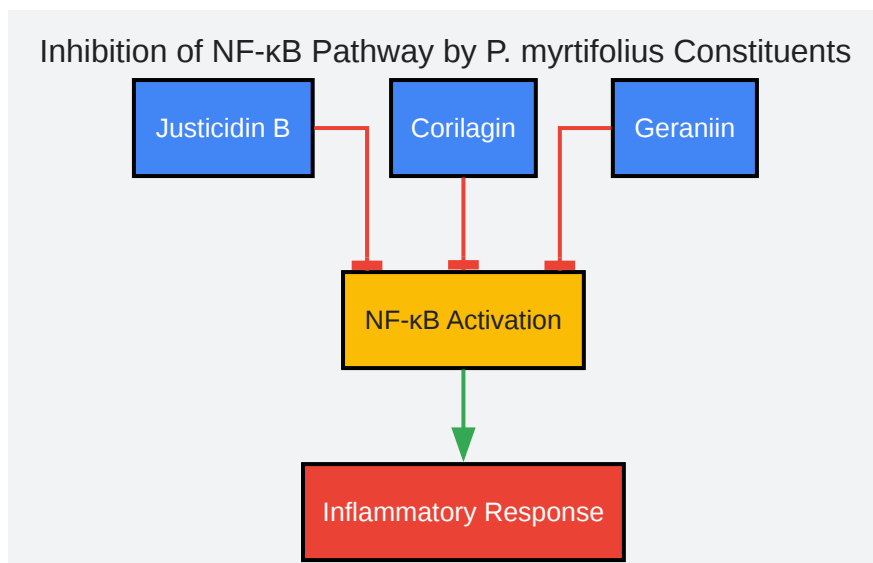 Inhibition of NF-κB Pathway by P. myrtifolius Constituents
Justicidin B
Corilagin
Geraniin
NF-κB Activation
Inflammatory Response